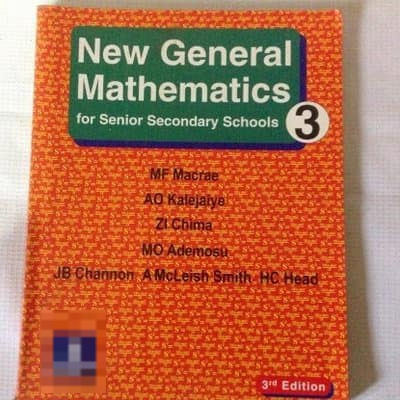 New General
Mathematics
for Senior Secondary Schools 3
MF Macrae
AO Kalejaiye
ZI Chima
MO Ademosu
JB Channon A McLeish Smith HC Head
3rd Edition